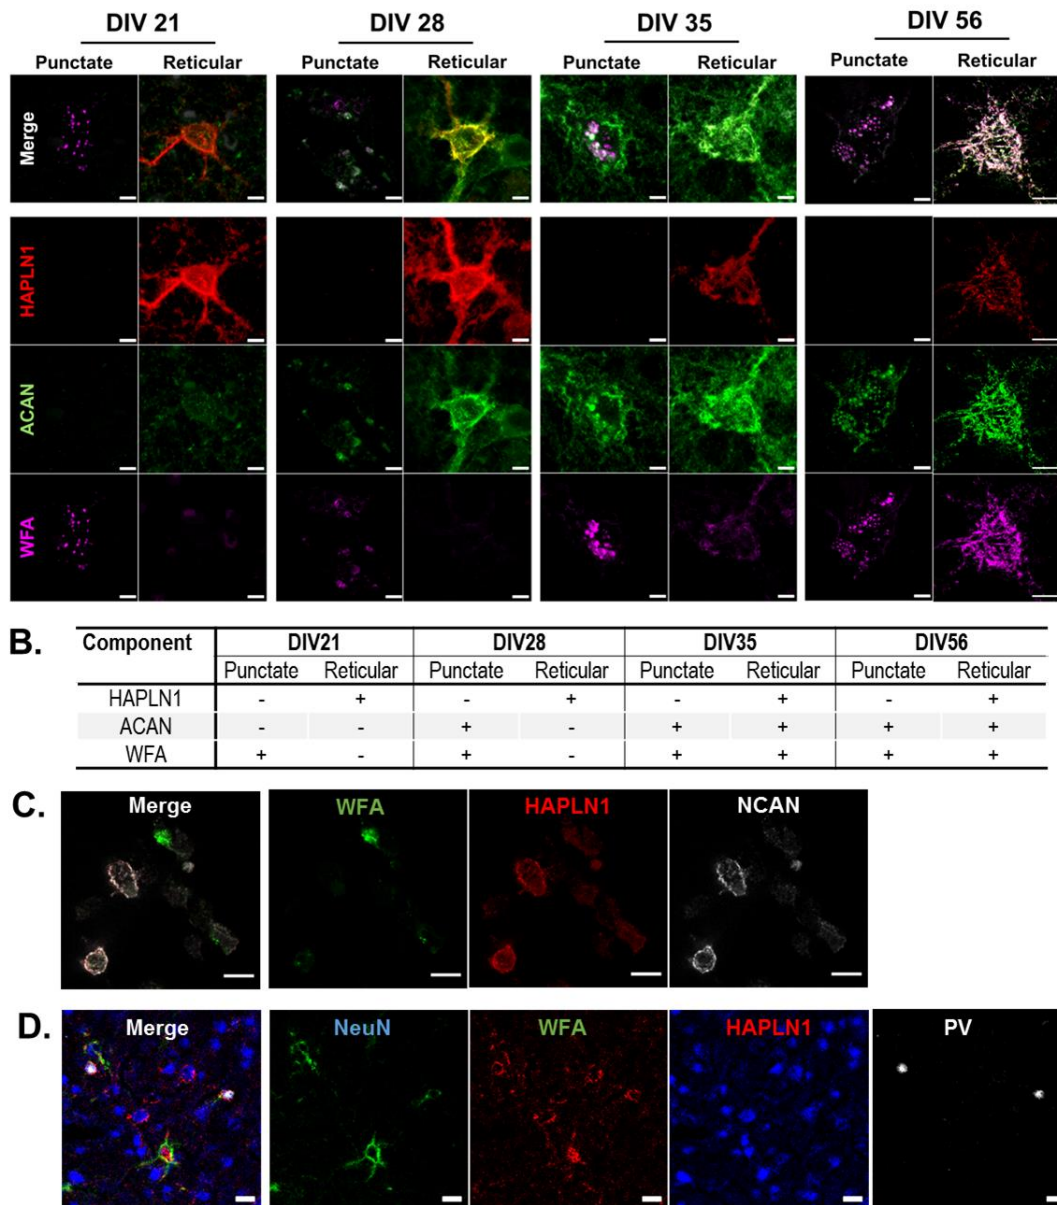 DIV 21 DIV 28 DIV 35 DIV 56
Punctate Reticular Punctate Reticular Punctate Reticular Punctate Reticular
Merge
HAPLN1
ACAN
WFA
B.
Component DIV21 DIV28 DIV35 DIV56
Punctate Reticular Punctate Reticular Punctate Reticular Punctate Reticular
HAPLN1 - + - + - + - +
ACAN - - + - + + + +
WFA + - + - + + + +
C.
Merge WFA HAPLN1 NCAN
D.
Merge NeuN WFA HAPLN1 PV